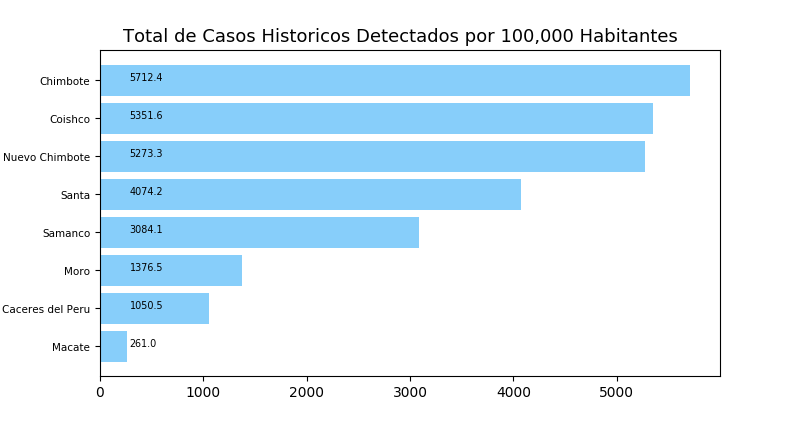 Total de Casos Historicos Detectados por 100,000 Habitantes
Chimbote 5712.4
Coishco 5351.6
Nuevo Chimbote 5273.3
Santa 4074.2
Samanco 3084.1
Moro 1376.5
Caceres del Peru 1050.5
Macate 261.0
0 1000 2000 3000 4000 5000